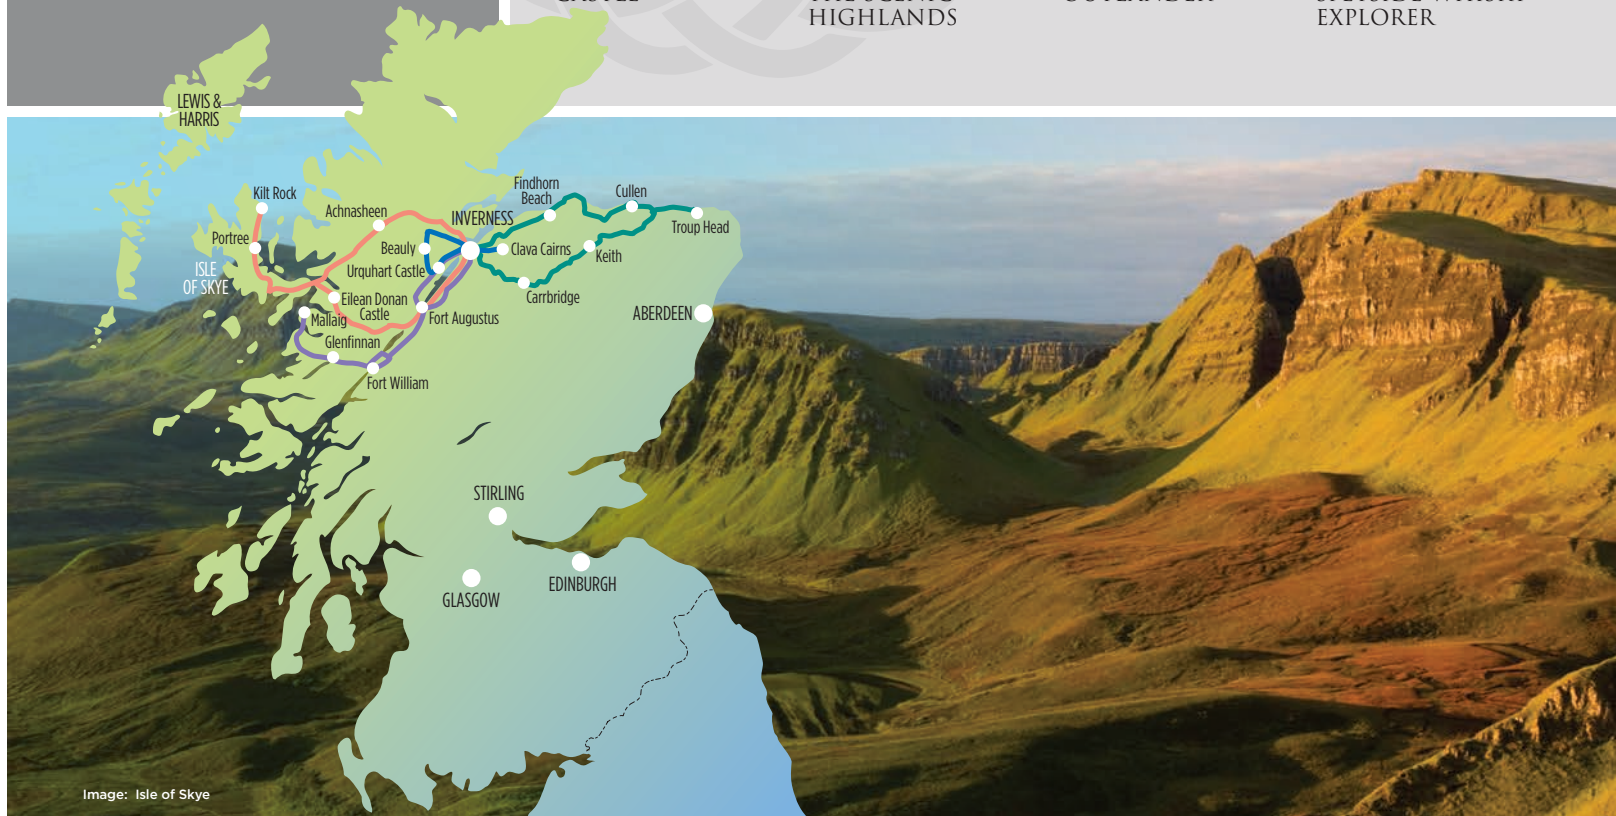 HIGHLANDS
EXPLORER
LEWIS &
HARRIS
Kilt Rock
Portree
ISLE
OF SKYE
Achnasheen
INVERNESS
Beauly
Urquhart Castle
Eilean Donan
Castle
Mallaig
Glenfinnan
Fort William
Fort Augustus
Findhorn
Beach
Cullen
Troup Head
Clava Cairns
Keith
Carrbridge
ABERDEEN
STIRLING
EDINBURGH
GLASGOW
Image: Isle of Skye